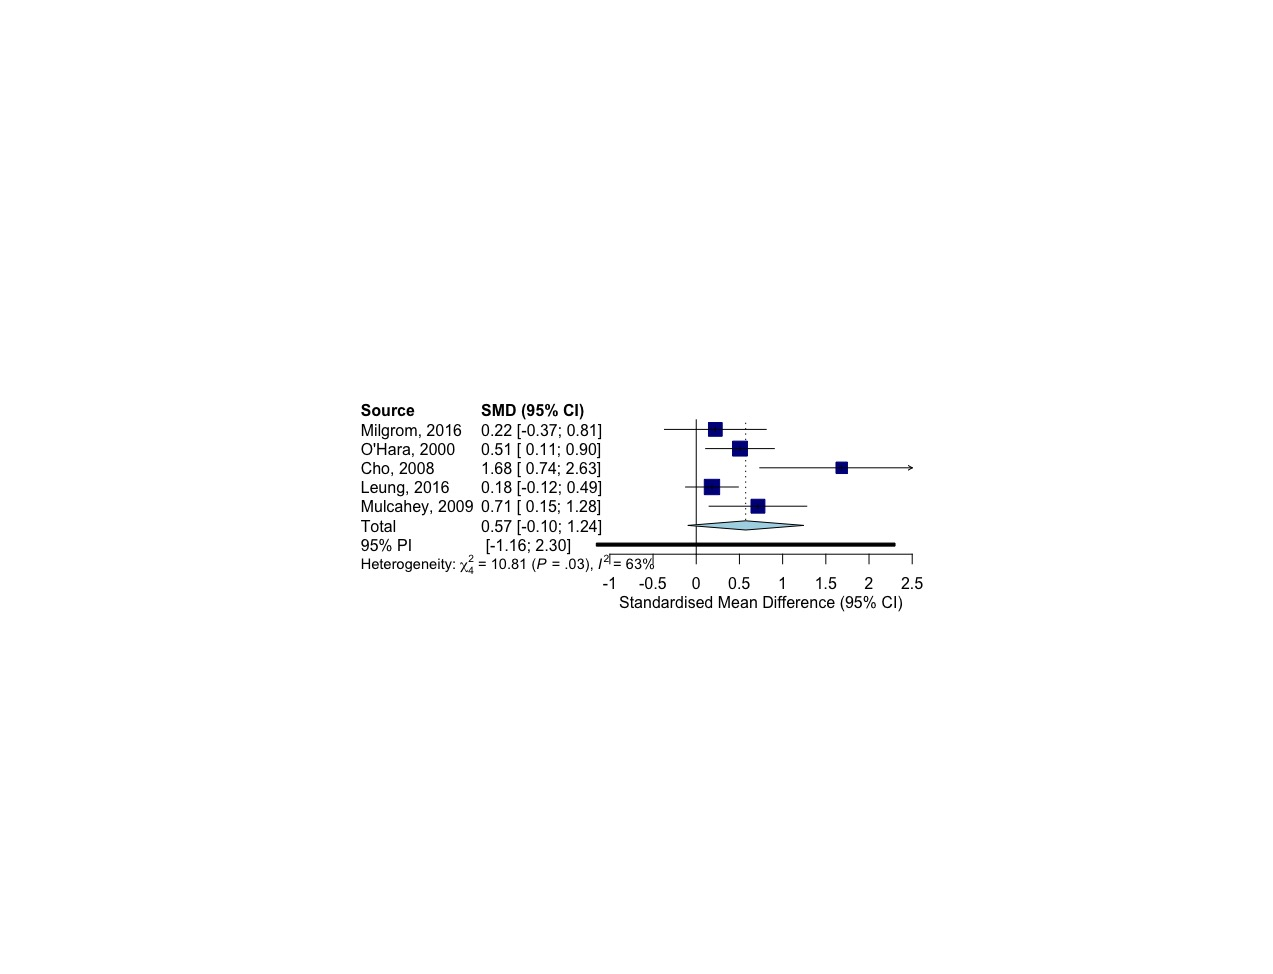 Source SMD (95% CI)
Milgrom, 2016 0.22 [-0.37; 0.81]
O'Hara, 2000 0.51 [ 0.11; 0.90]
Cho, 2008 1.68 [ 0.74; 2.63]
Leung, 2016 0.18 [-0.12; 0.49]
Mulcahey, 2009 0.71 [ 0.15; 1.28]
Total 0.57 [-0.10; 1.24]
95% PI [-1.16; 2.30]
Heterogeneity: χ²₄ = 10.81 (P = .03), I² = 63%
-1 -0.5 0 0.5 1 1.5 2 2.5
Standardised Mean Difference (95% CI)